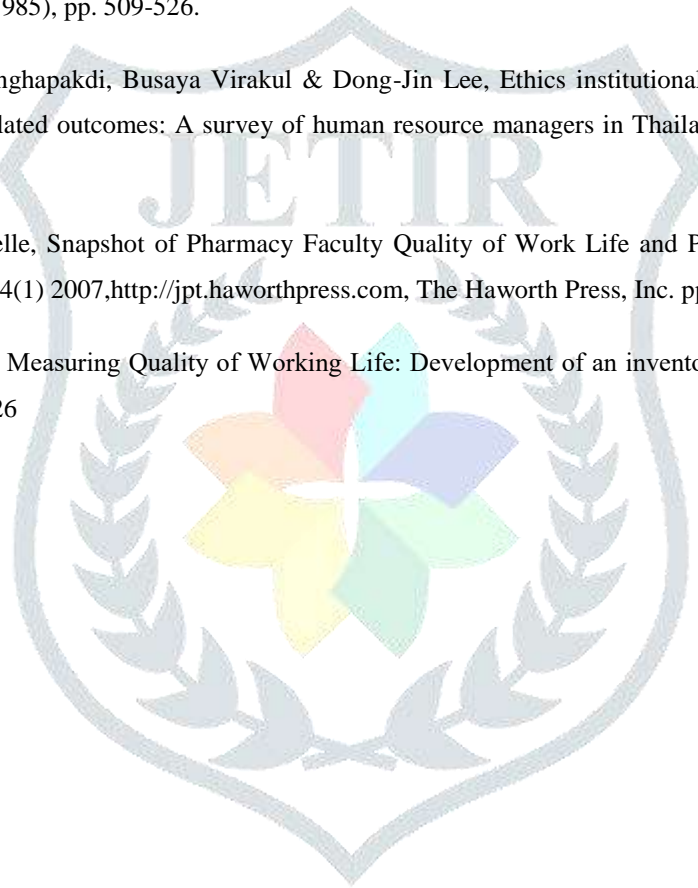 985), pp. 509-526.
nghapakdi, Busaya Virakul & Dong-Jin Lee, Ethics institutional
lated outcomes: A survey of human resource managers in Thaila
JETIR
elle, Snapshot of Pharmacy Faculty Quality of Work Life and P
4(1) 2007,http://jpt.haworthpress.com, The Haworth Press, Inc. pp
Measuring Quality of Working Life: Development of an invento
26